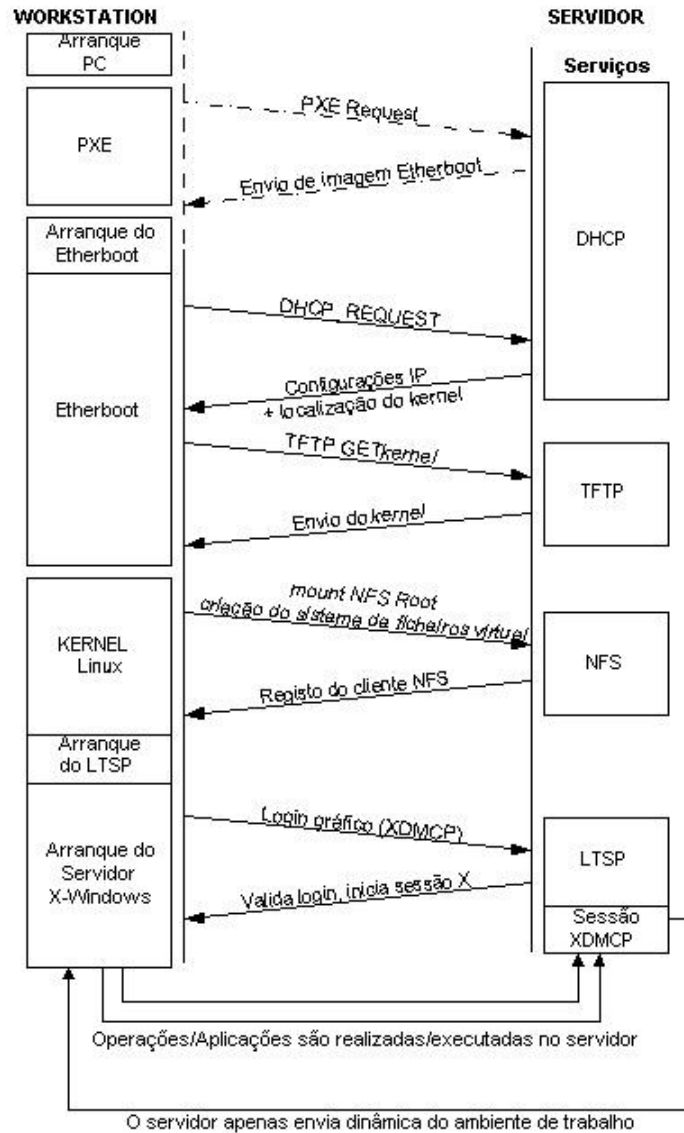 WORKSTATION
SERVIDOR
Arranque
PC
Serviços
PXE Request
PXE
Envio de imagem Etherboot
Arranque do
Etherboot
DHCP
DHCP_REQUEST
Etherboot
Configurações IP
+ localização do kernel
TFTP GET kernel
TFTP
Envio do kernel
mount NFS Root
criação do sistema de ficheiros virtual
KERNEL
Linux
NFS
Registo do cliente NFS
Arranque
do LTSP
Login gráfico (XDMCP)
LTSP
Arranque do
Servidor
X-Windows
Valida login, inicia sessão X
Sessão
XDMCP
Operações/Aplicações são realizadas/executadas no servidor
O servidor apenas envia dinâmica do ambiente de trabalho